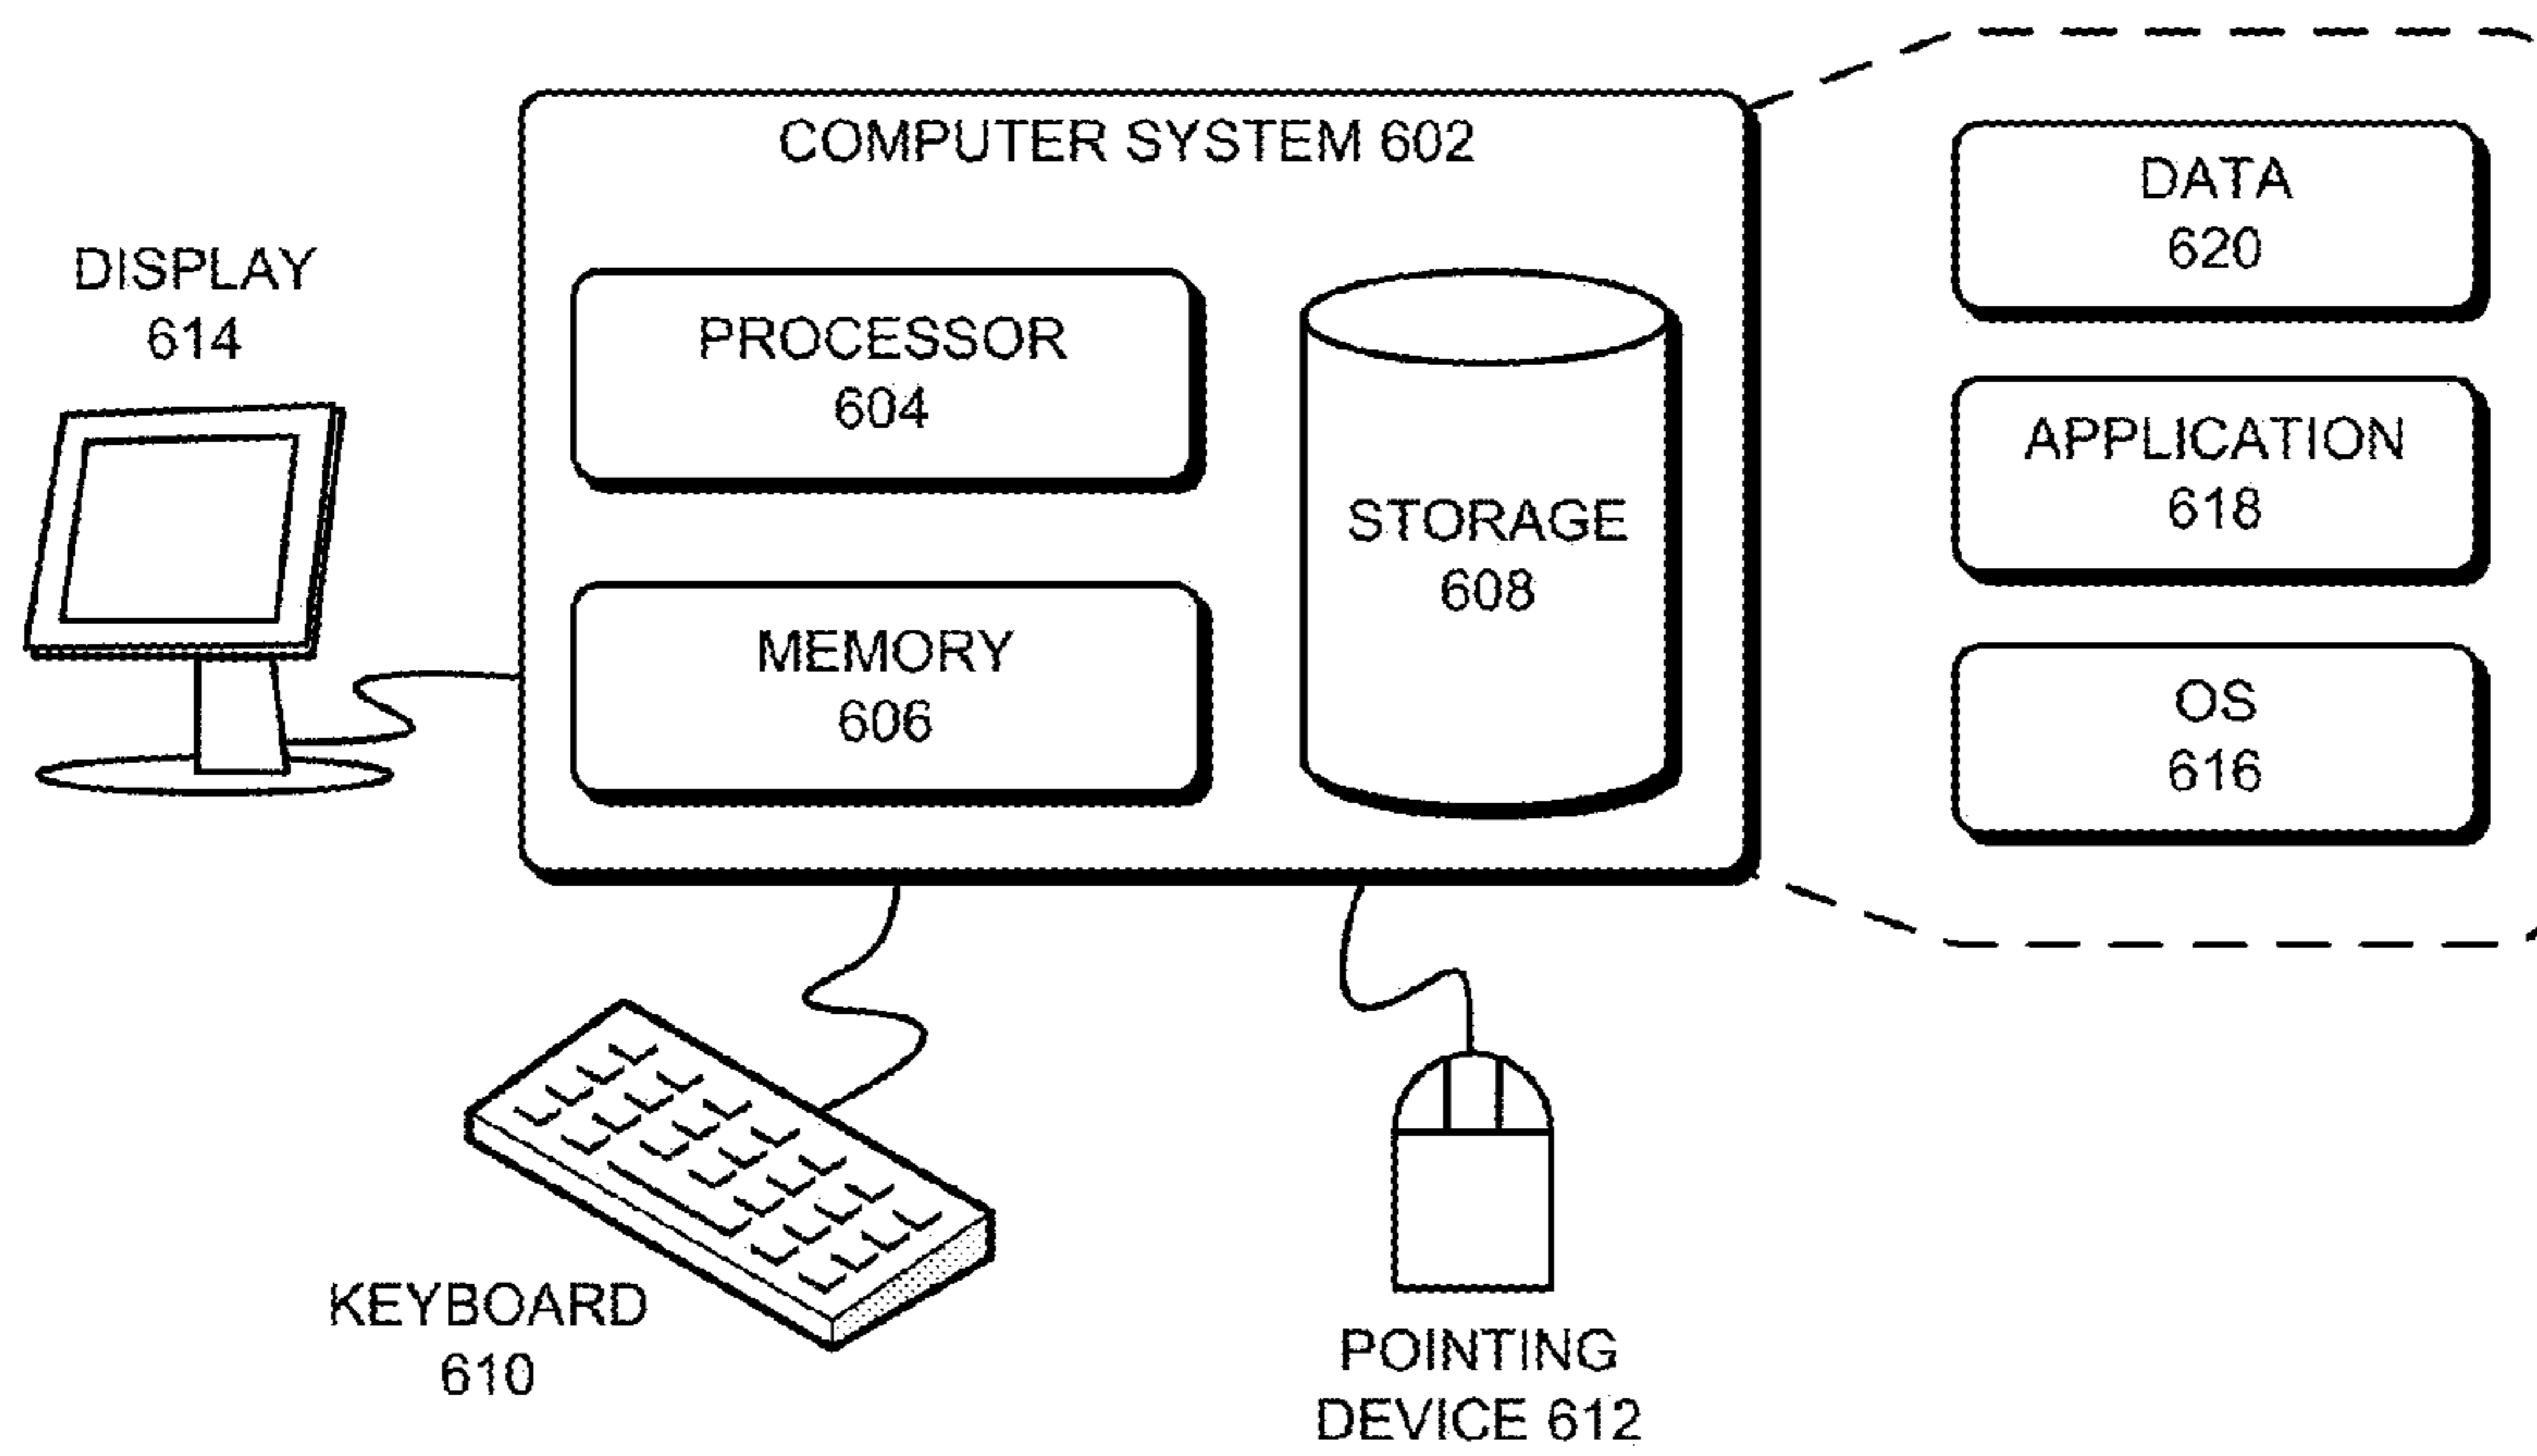 COMPUTER SYSTEM 602
DISPLAY
614
PROCESSOR
604
MEMORY
606
STORAGE
608
DATA
620
APPLICATION
618
OS
616
KEYBOARD
610
POINTING
DEVICE 612